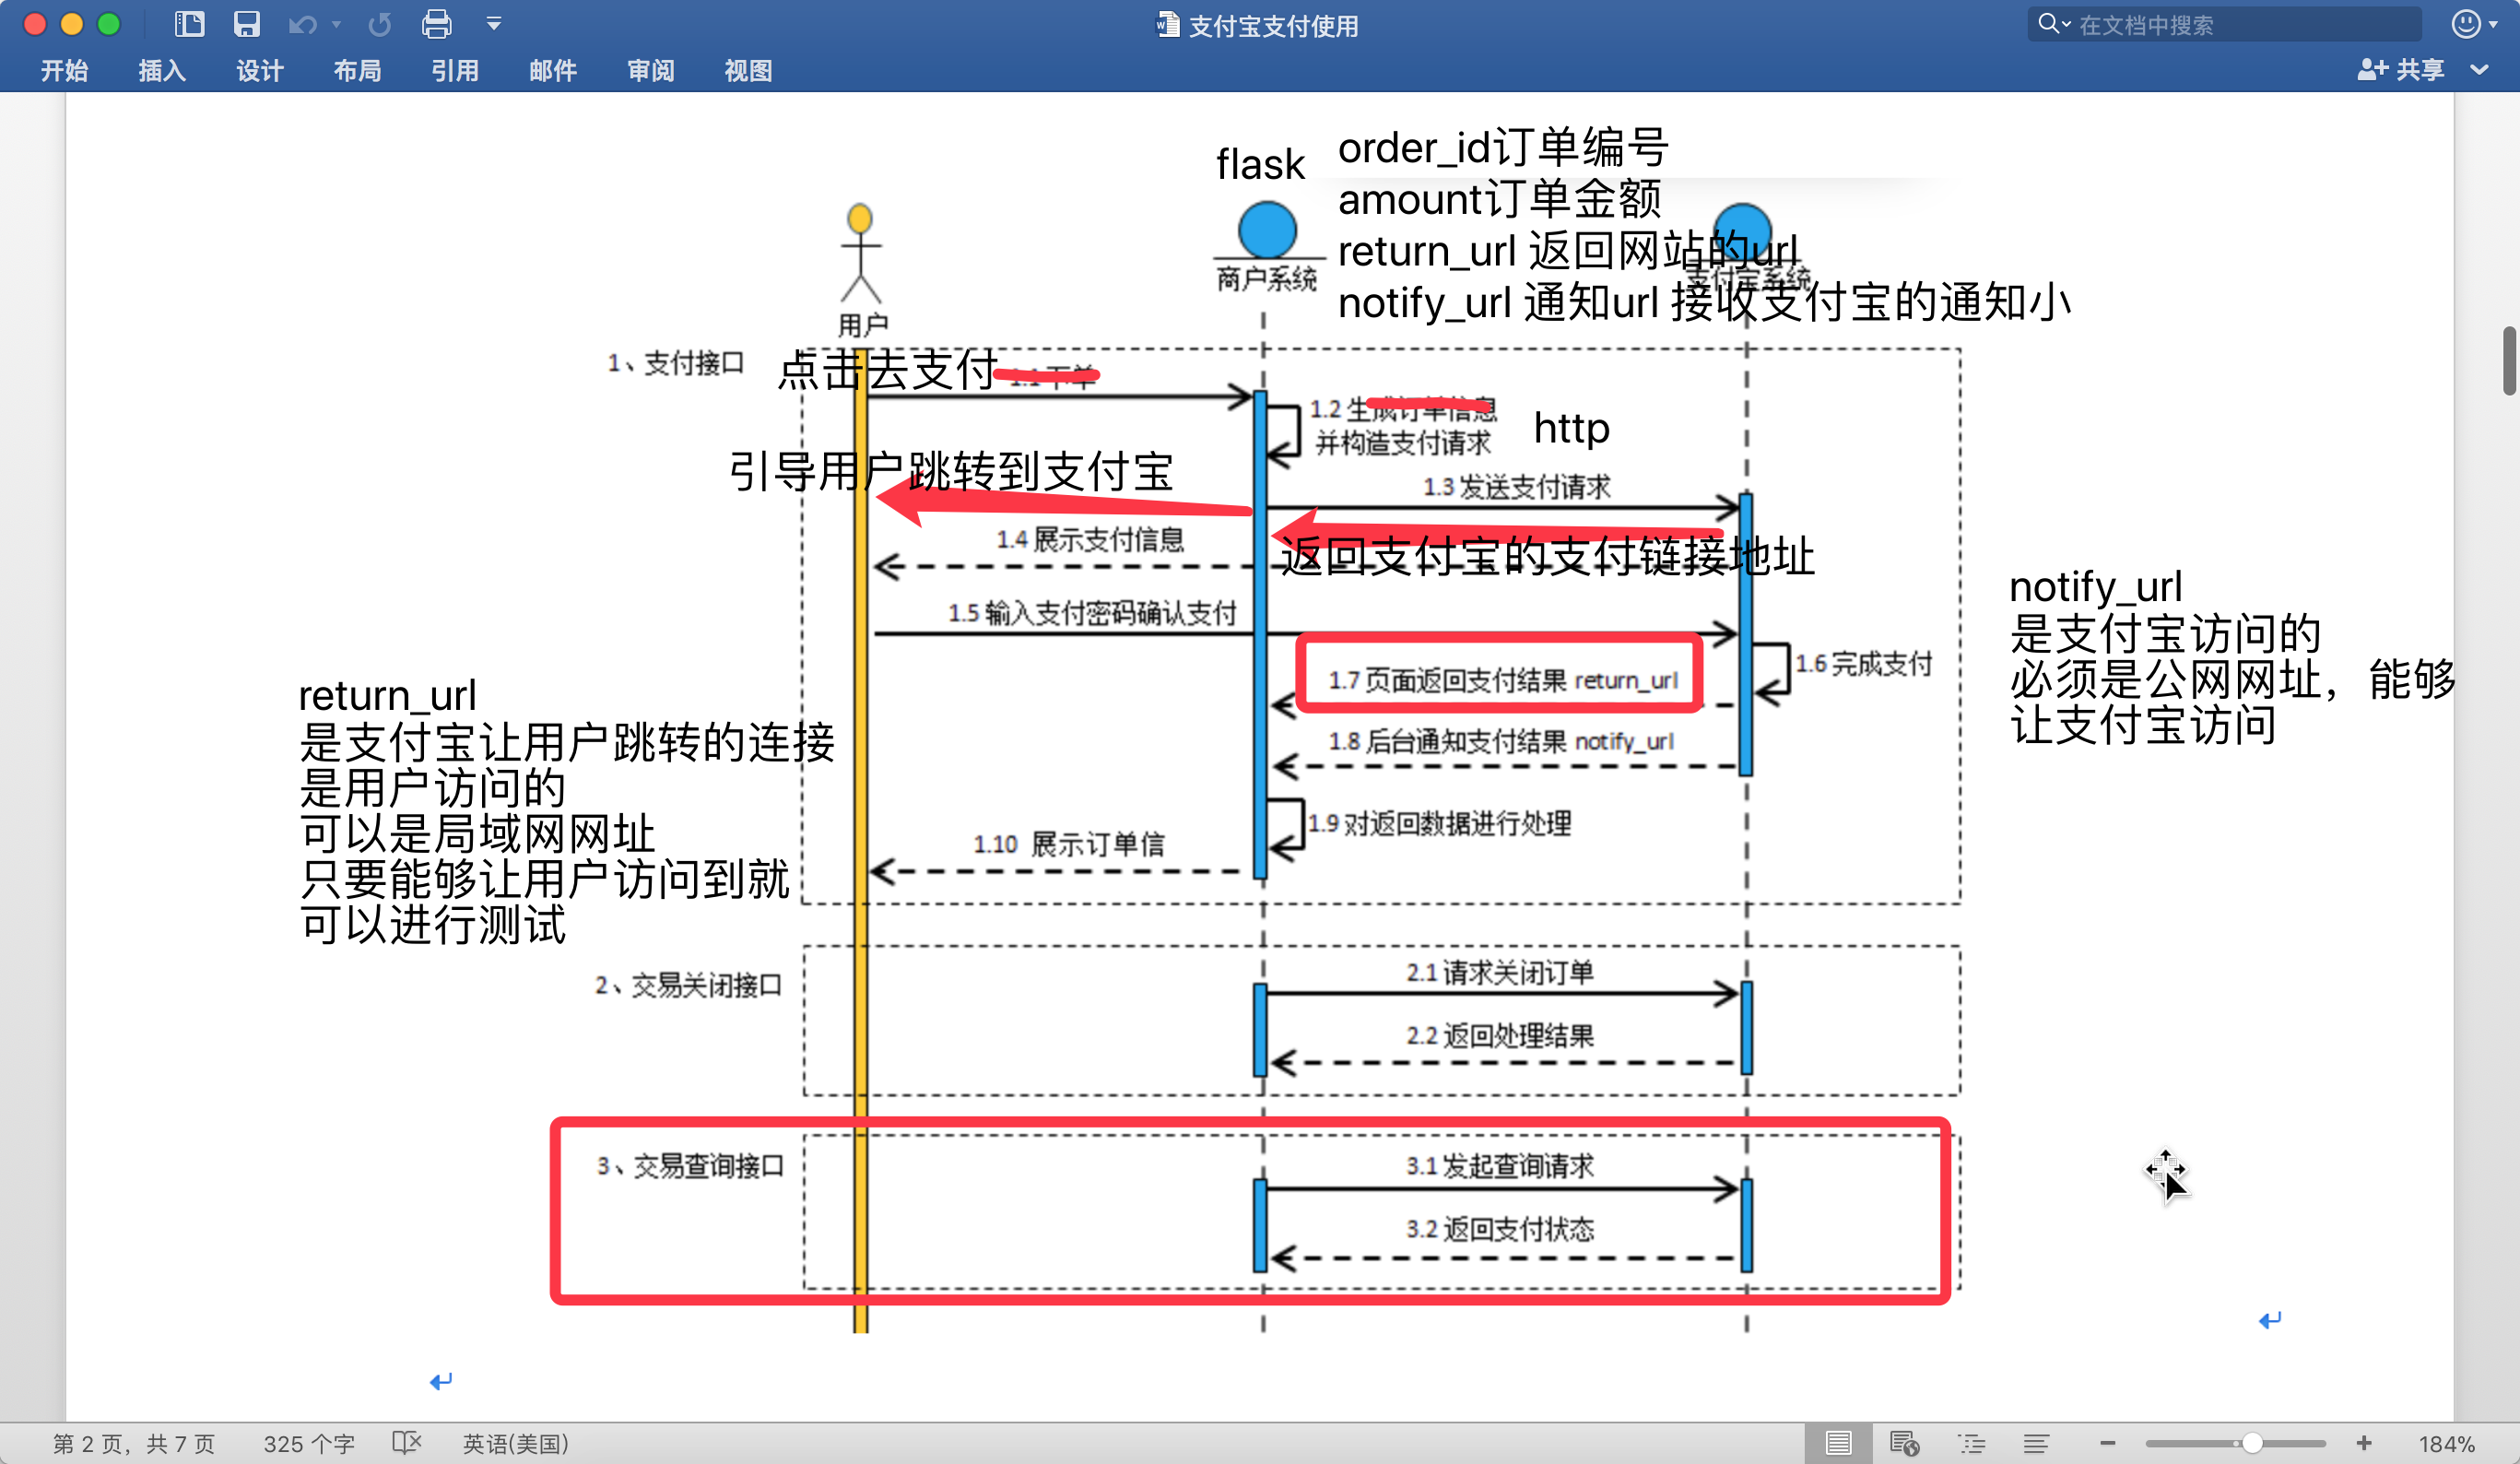 支付宝支付使用
在文档中搜索
开始 插入 设计 布局 引用 邮件 审阅 视图
共享
flask
order_id订单编号
amount订单金额
return_url 返回网站的url
notify_url 通知url 接收支付宝的通知小
商户系统
支付宝系统
用户
1、支付接口
点击去支付
1.1 下单
1.2 生成订单信息
并构造支付请求
http
引导用户跳转到支付宝
1.3 发送支付请求
1.4 展示支付信息
返回支付宝的支付链接地址
1.5 输入支付密码确认支付
1.6 完成支付
1.7 页面返回支付结果 return_url
1.8 后台通知支付结果 notify_url
1.9 对返回数据进行处理
1.10 展示订单信
notify_url
是支付宝访问的
必须是公网网址，能够
让支付宝访问
return_url
是支付宝让用户跳转的连接
是用户访问的
可以是局域网网址
只要能够让用户访问到就
可以进行测试
2、交易关闭接口
2.1 请求关闭订单
2.2 返回处理结果
3、交易查询接口
3.1 发起查询请求
3.2 返回支付状态
第 2 页，共 7 页 325 个字 英语(美国) 184%